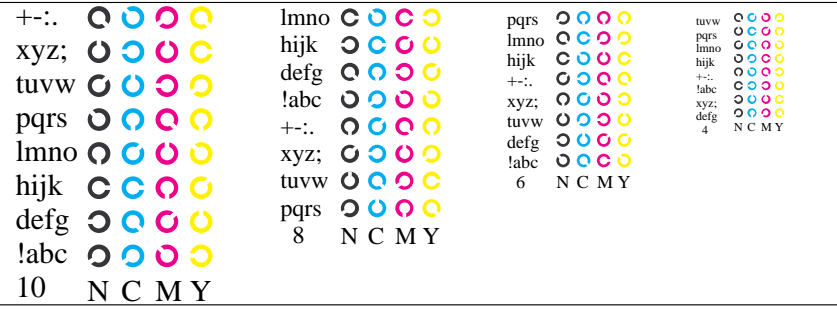 +-:.
xyz;
tuvw
pqrs
lmno
hijk
defg
!abc
10 N C M Y
lmno
hijk
defg
!abc
+-:.
xyz;
tuvw
pqrs
8 N C M Y
pqrs
lmno
hijk
+-:.
xyz;
tuvw
defg
!abc
6 N C M Y
tuvw
pqrs
lmno
hijk
+-:.
!abc
xyz;
defg
4 N C M Y